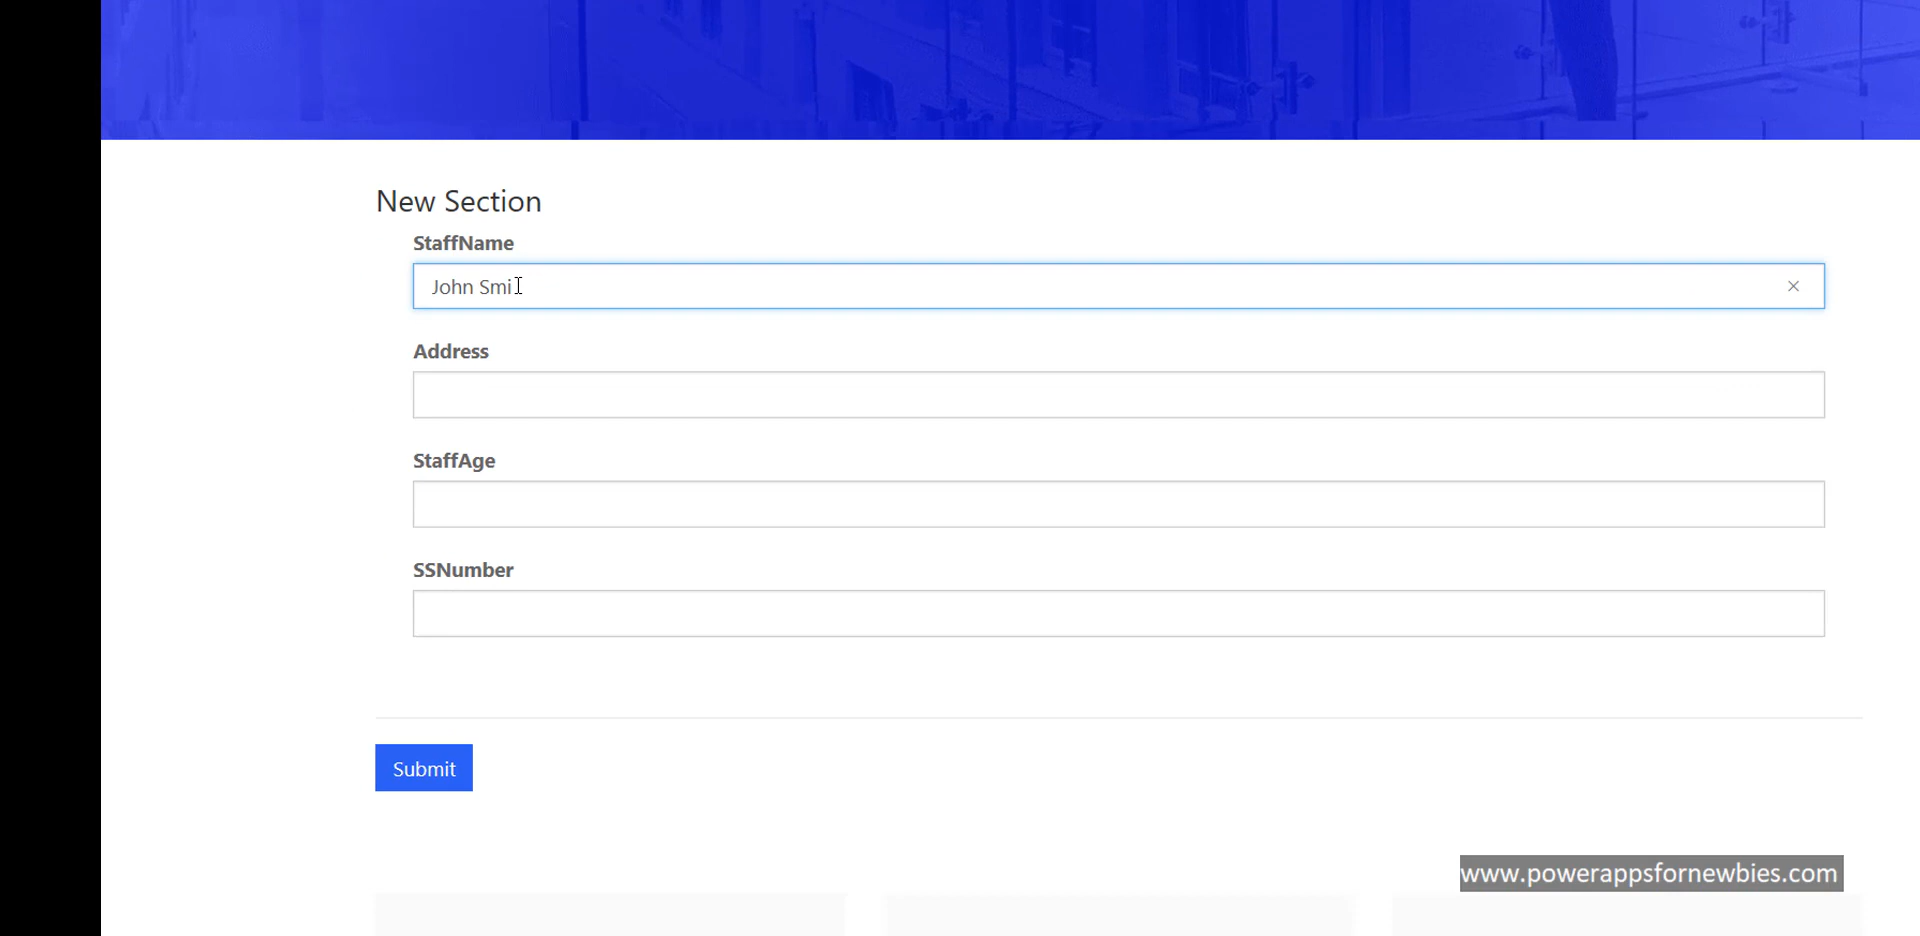 New Section
StaffName
John Smi
Address
StaffAge
SSNumber
Submit
www.powerappsfornewbies.com